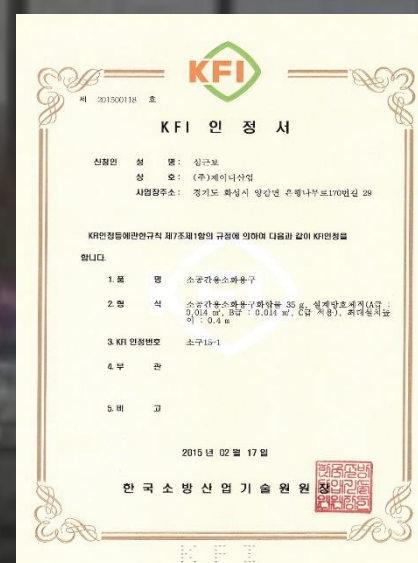 KFI
제 201500118 호
KFI 인 정 서
신청인 성 명 : 심근보
상 호 : (주)제이디산업
사업장주소 : 경기도 화성시 양감면 은행나무로170번길 29
KFI인정등에관한규칙 제7조제1항의 규정에 의하여 다음과 같이 KFI인정을
합니다.
1. 품 명 소공간용소화용구
2. 형 식 소공간용소화용구화합물 35 g, 설계방호체적(A급 :
0.014 ㎥, B급 : 0.014 ㎥, C급 적용), 최대설치높
이 : 0.4 m
3. KFI 인정번호 소구15-1
4. 부 관
5. 비 고
2015 년 02 월 17 일
한 국 소 방 산 업 기 술 원 원 장
K F I